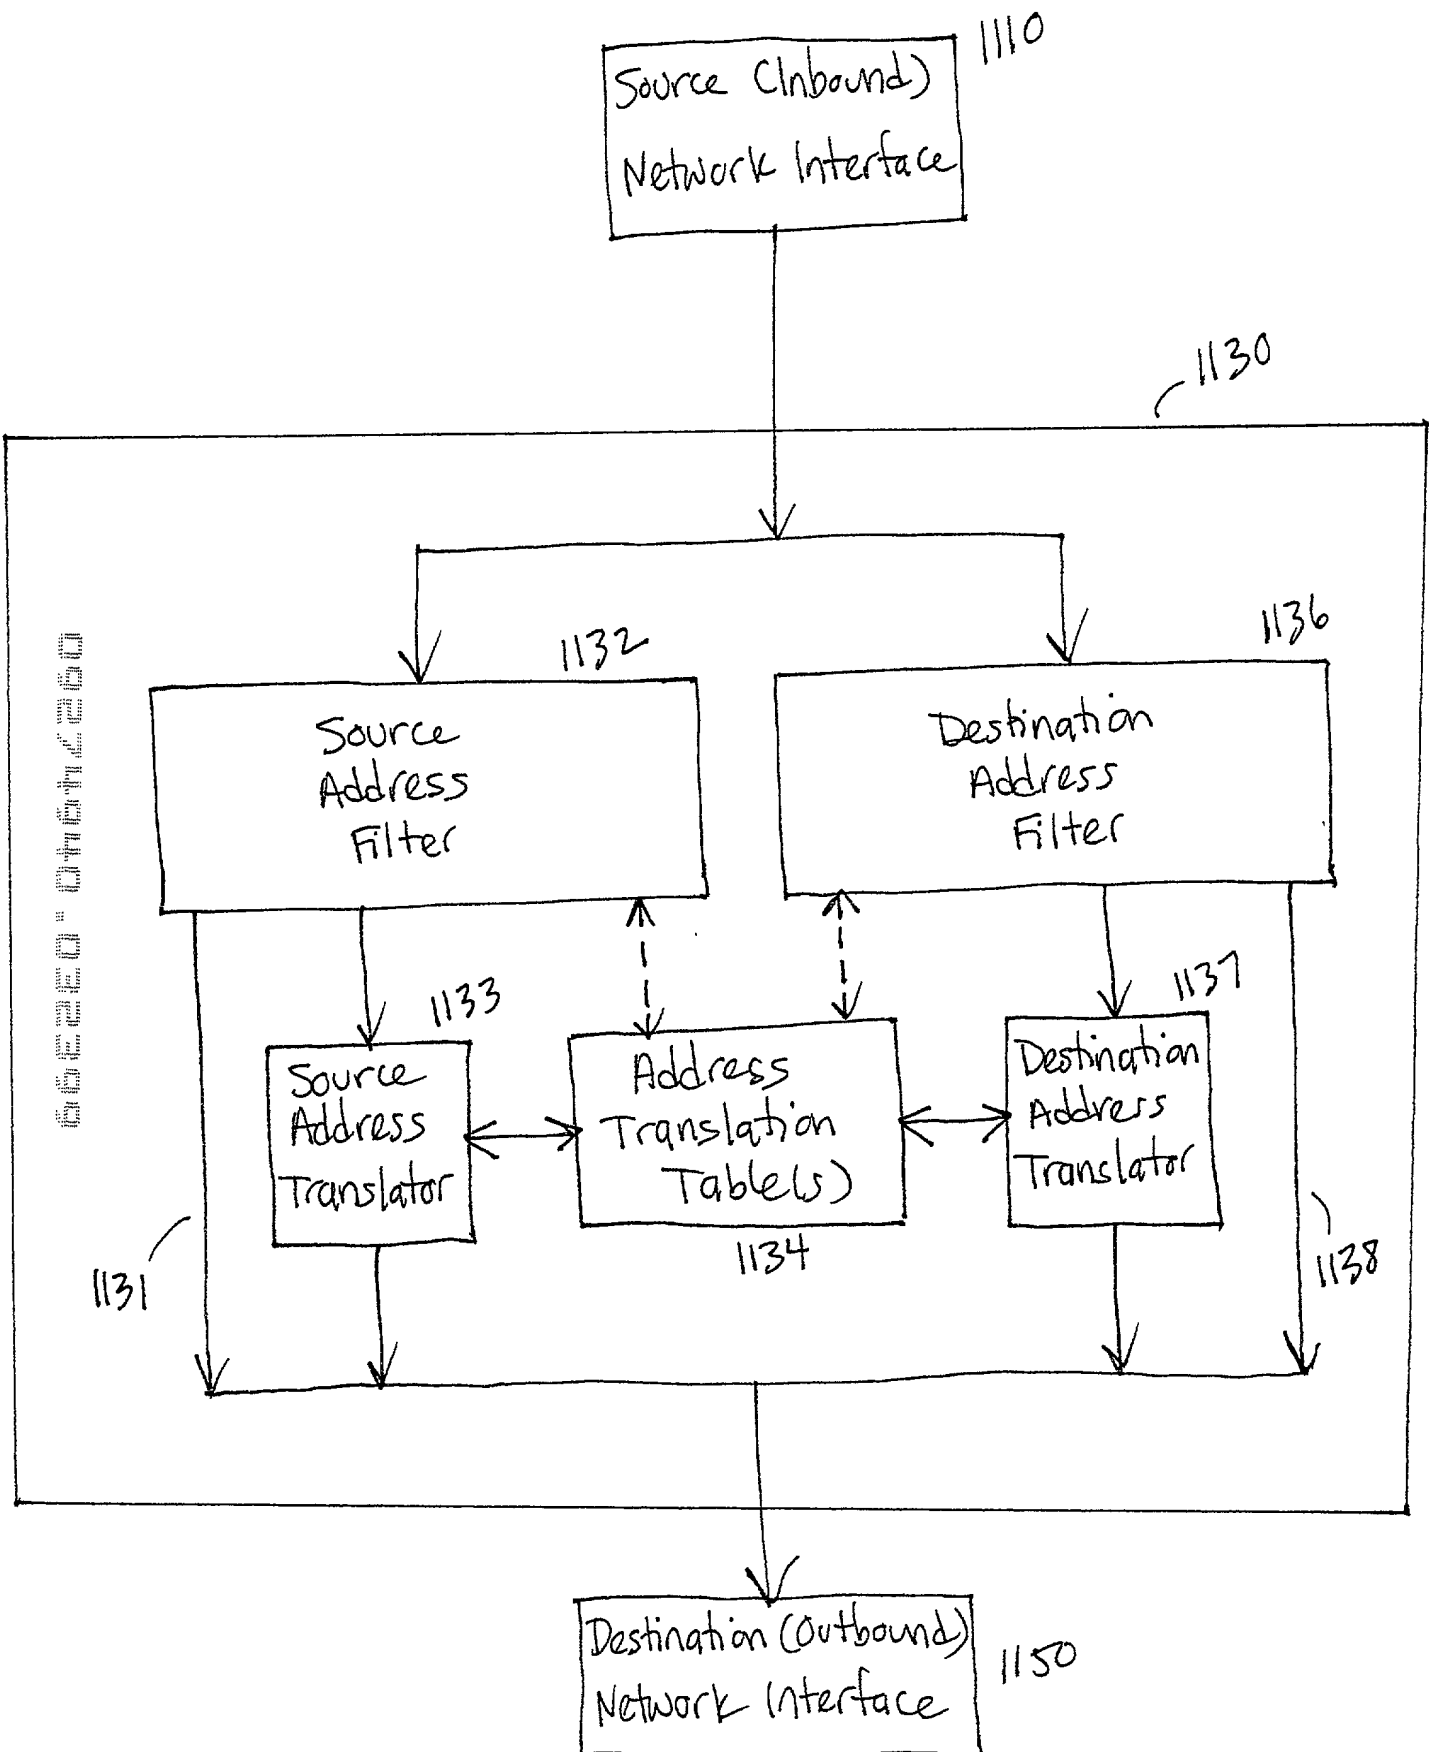 1110
Source (Inbound)
Network Interface
1130
1132
1136
Source
Address
Filter
Destination
Address
Filter
1133
1137
Source
Address
Translator
Address
Translation
Table(s)
Destination
Address
Translator
1134
1131
1138
Destination (Outbound)
Network Interface
1150